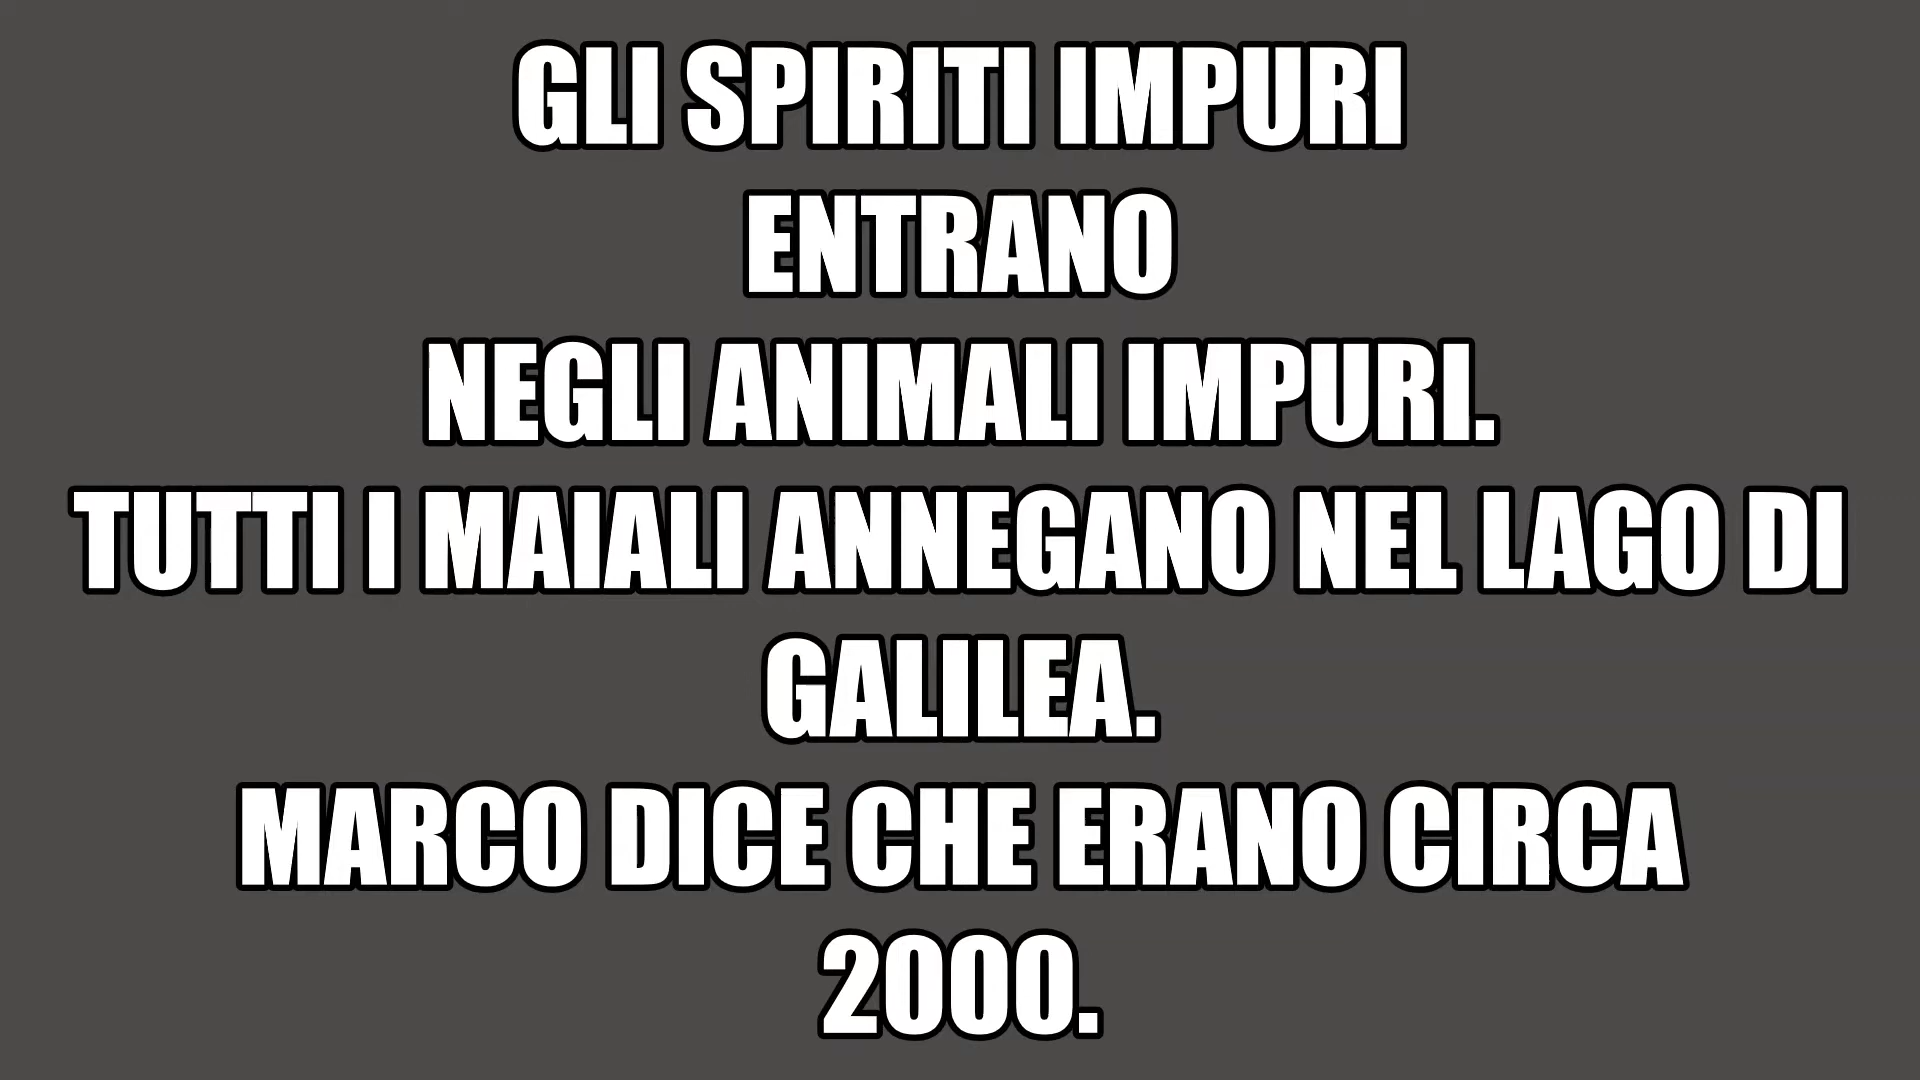 GLI SPIRITI IMPURI
ENTRANO
NEGLI ANIMALI IMPURI.
TUTTI I MAIALI ANNEGANO NEL LAGO DI
GALILEA.
MARCO DICE CHE ERANO CIRCA
2000.